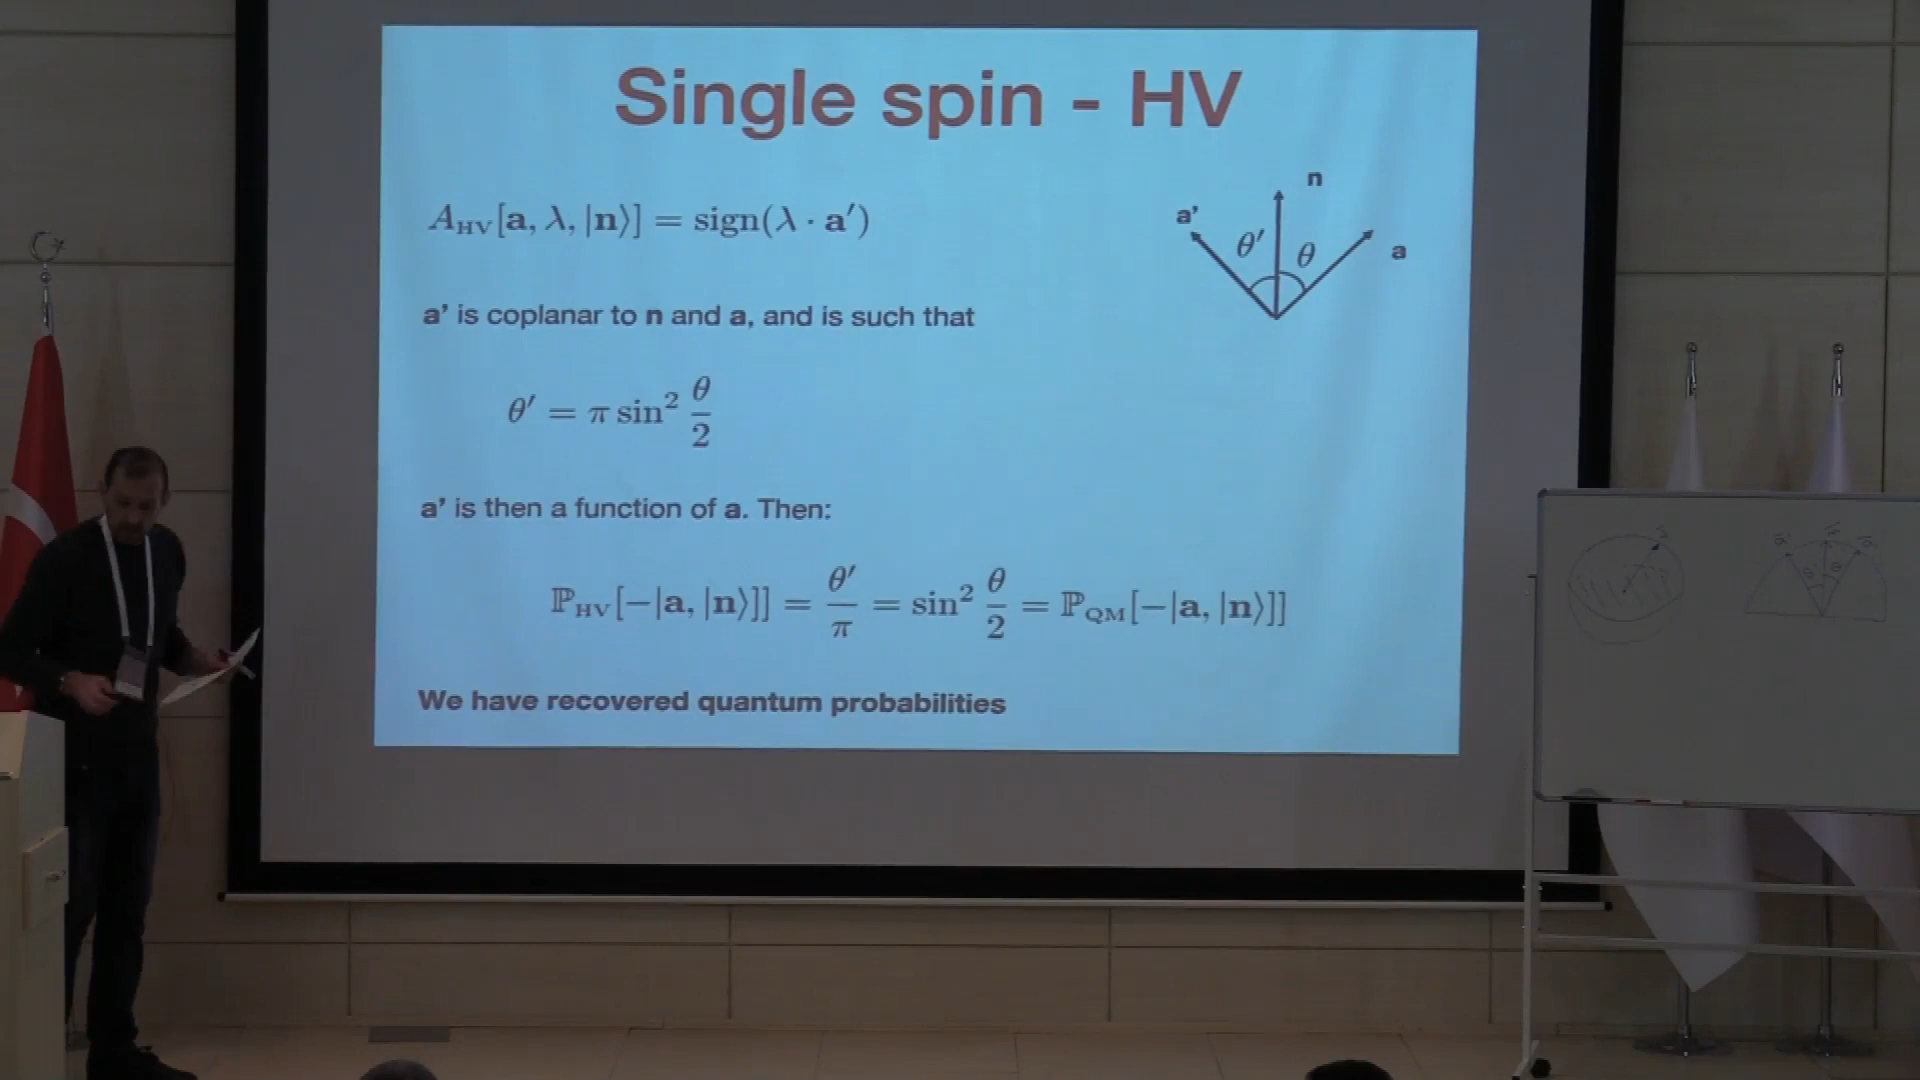 Single spin - HV
n
a'
θ′
θ
a
A_HV[a, λ, |n⟩] = sign(λ · a′)
a' is coplanar to n and a, and is such that
θ′ = π sin² θ/2
a' is then a function of a. Then:
ℙ_HV[−|a, |n⟩]] = θ′/π = sin² θ/2 = ℙ_QM[−|a, |n⟩]]
We have recovered quantum probabilities